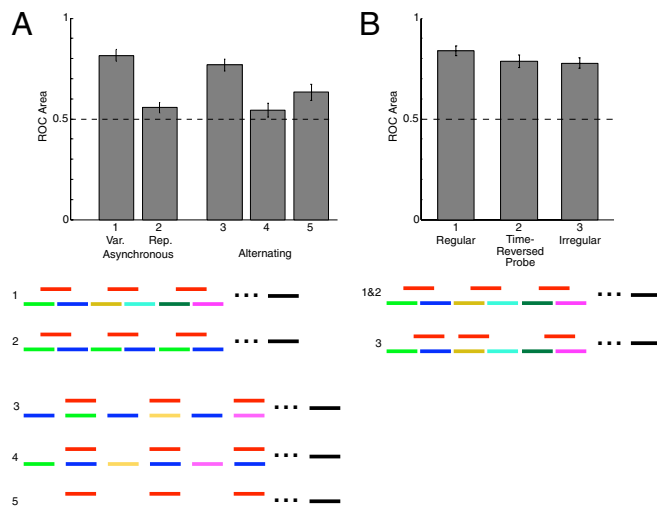 A
1
0.5
0
ROC Area
1 2 3 4 5
Var. Rep. Alternating
Asynchronous
1
2
3
4
5
B
1
0.5
0
ROC Area
1 2 3
Regular Time- Irregular
Reversed
Probe
1&2
3